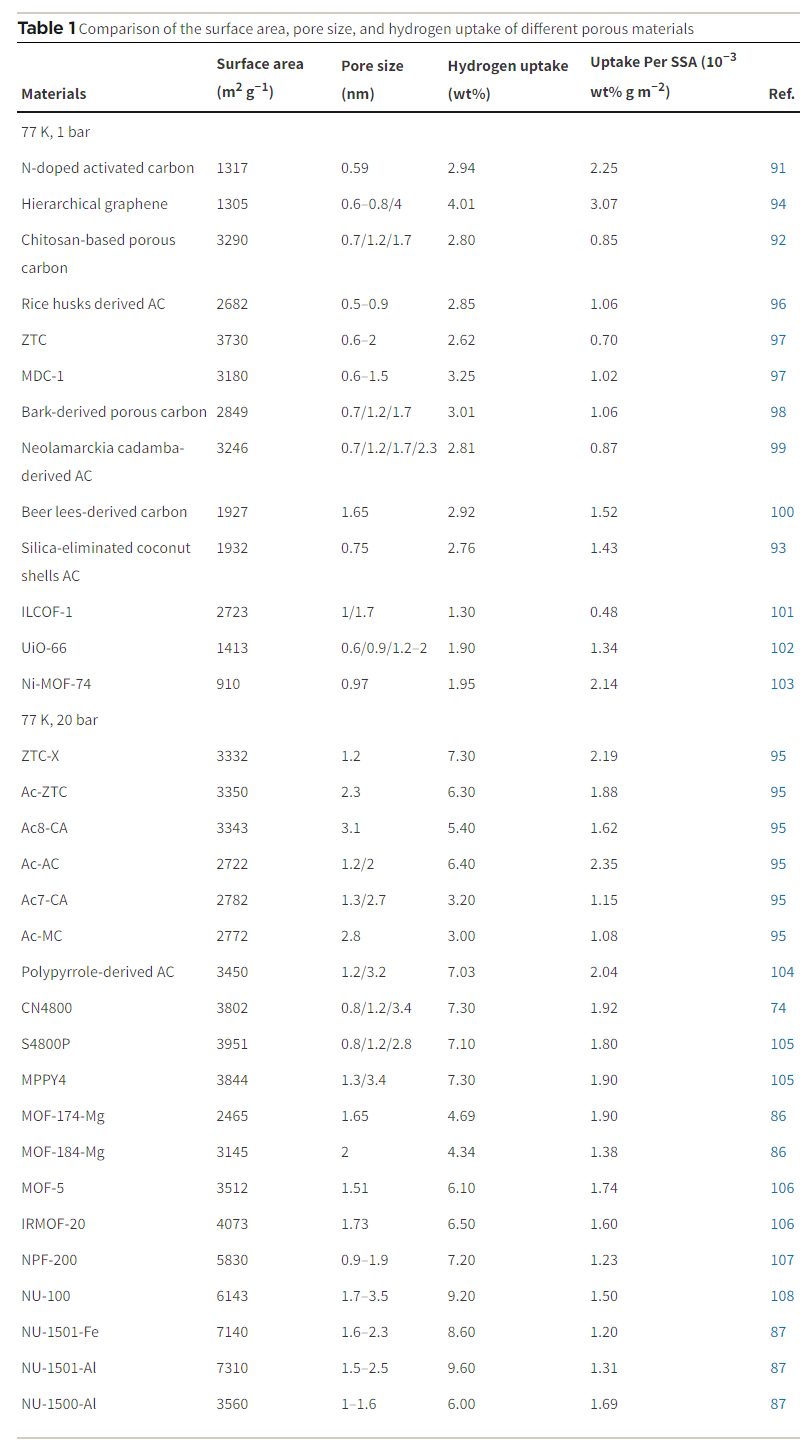 Table 1 Comparison of the surface area, pore size, and hydrogen uptake of different porous materials
Materials Surface area (m² g⁻¹) Pore size (nm) Hydrogen uptake (wt%) Uptake Per SSA (10⁻³ wt% g m⁻²) Ref.
77 K, 1 bar
N-doped activated carbon 1317 0.59 2.94 2.25 91
Hierarchical graphene 1305 0.6–0.8/4 4.01 3.07 94
Chitosan-based porous 3290 0.7/1.2/1.7 2.80 0.85 92
carbon
Rice husks derived AC 2682 0.5–0.9 2.85 1.06 96
ZTC 3730 0.6–2 2.62 0.70 97
MDC-1 3180 0.6–1.5 3.25 1.02 97
Bark-derived porous carbon 2849 0.7/1.2/1.7 3.01 1.06 98
Neolamarckia cadamba- 3246 0.7/1.2/1.7/2.3 2.81 0.87 99
derived AC
Beer lees-derived carbon 1927 1.65 2.92 1.52 100
Silica-eliminated coconut 1932 0.75 2.76 1.43 93
shells AC
ILCOF-1 2723 1/1.7 1.30 0.48 101
UiO-66 1413 0.6/0.9/1.2–2 1.90 1.34 102
Ni-MOF-74 910 0.97 1.95 2.14 103
77 K, 20 bar
ZTC-X 3332 1.2 7.30 2.19 95
Ac-ZTC 3350 2.3 6.30 1.88 95
Ac8-CA 3343 3.1 5.40 1.62 95
Ac-AC 2722 1.2/2 6.40 2.35 95
Ac7-CA 2782 1.3/2.7 3.20 1.15 95
Ac-MC 2772 2.8 3.00 1.08 95
Polypyrrole-derived AC 3450 1.2/3.2 7.03 2.04 104
CN4800 3802 0.8/1.2/3.4 7.30 1.92 74
S4800P 3951 0.8/1.2/2.8 7.10 1.80 105
MPPY4 3844 1.3/3.4 7.30 1.90 105
MOF-174-Mg 2465 1.65 4.69 1.90 86
MOF-184-Mg 3145 2 4.34 1.38 86
MOF-5 3512 1.51 6.10 1.74 106
IRMOF-20 4073 1.73 6.50 1.60 106
NPF-200 5830 0.9–1.9 7.20 1.23 107
NU-100 6143 1.7–3.5 9.20 1.50 108
NU-1501-Fe 7140 1.6–2.3 8.60 1.20 87
NU-1501-Al 7310 1.5–2.5 9.60 1.31 87
NU-1500-Al 3560 1–1.6 6.00 1.69 87